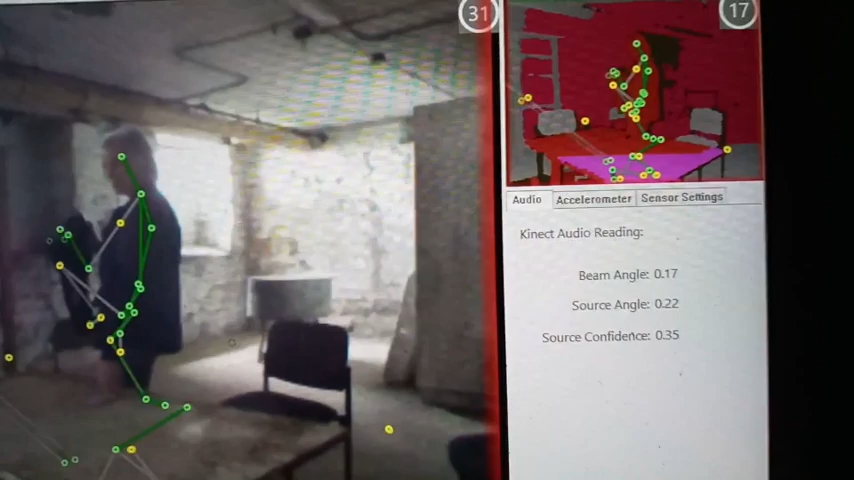 31
17
Audio Accelerometer Sensor Settings
Kinect Audio Reading:
Beam Angle: 0.17
Source Angle: 0.22
Source Confidence: 0.35